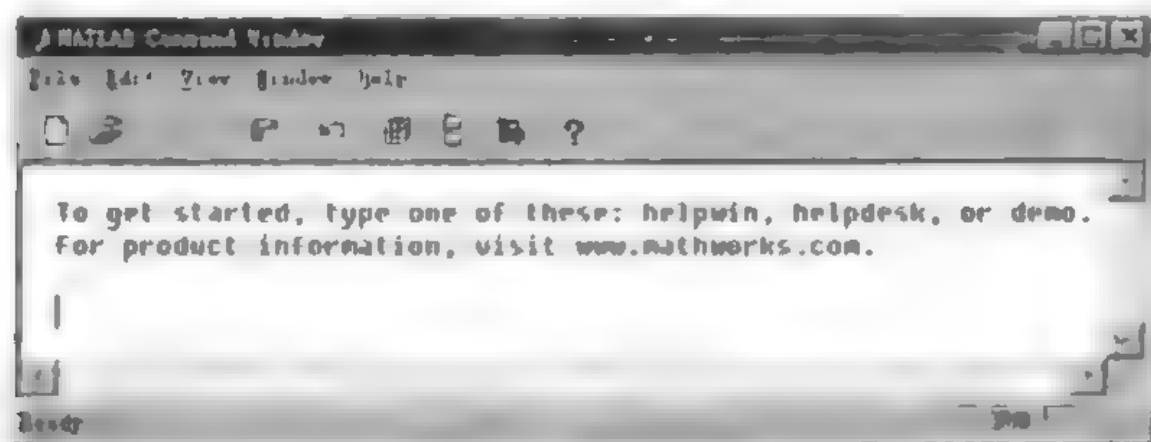 MATLAB Command Window
File Edit View Window Help
To get started, type one of these: helpwin, helpdesk, or demo.
For product information, visit www.mathworks.com.
Ready